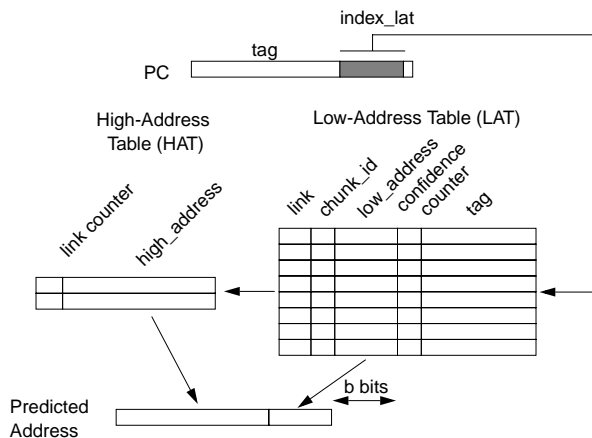 index_lat
tag
PC
High-Address
Table (HAT)
Low-Address Table (LAT)
link counter
high_address
link
chunk_id
low_address
confidence
counter
tag
b bits
Predicted
Address